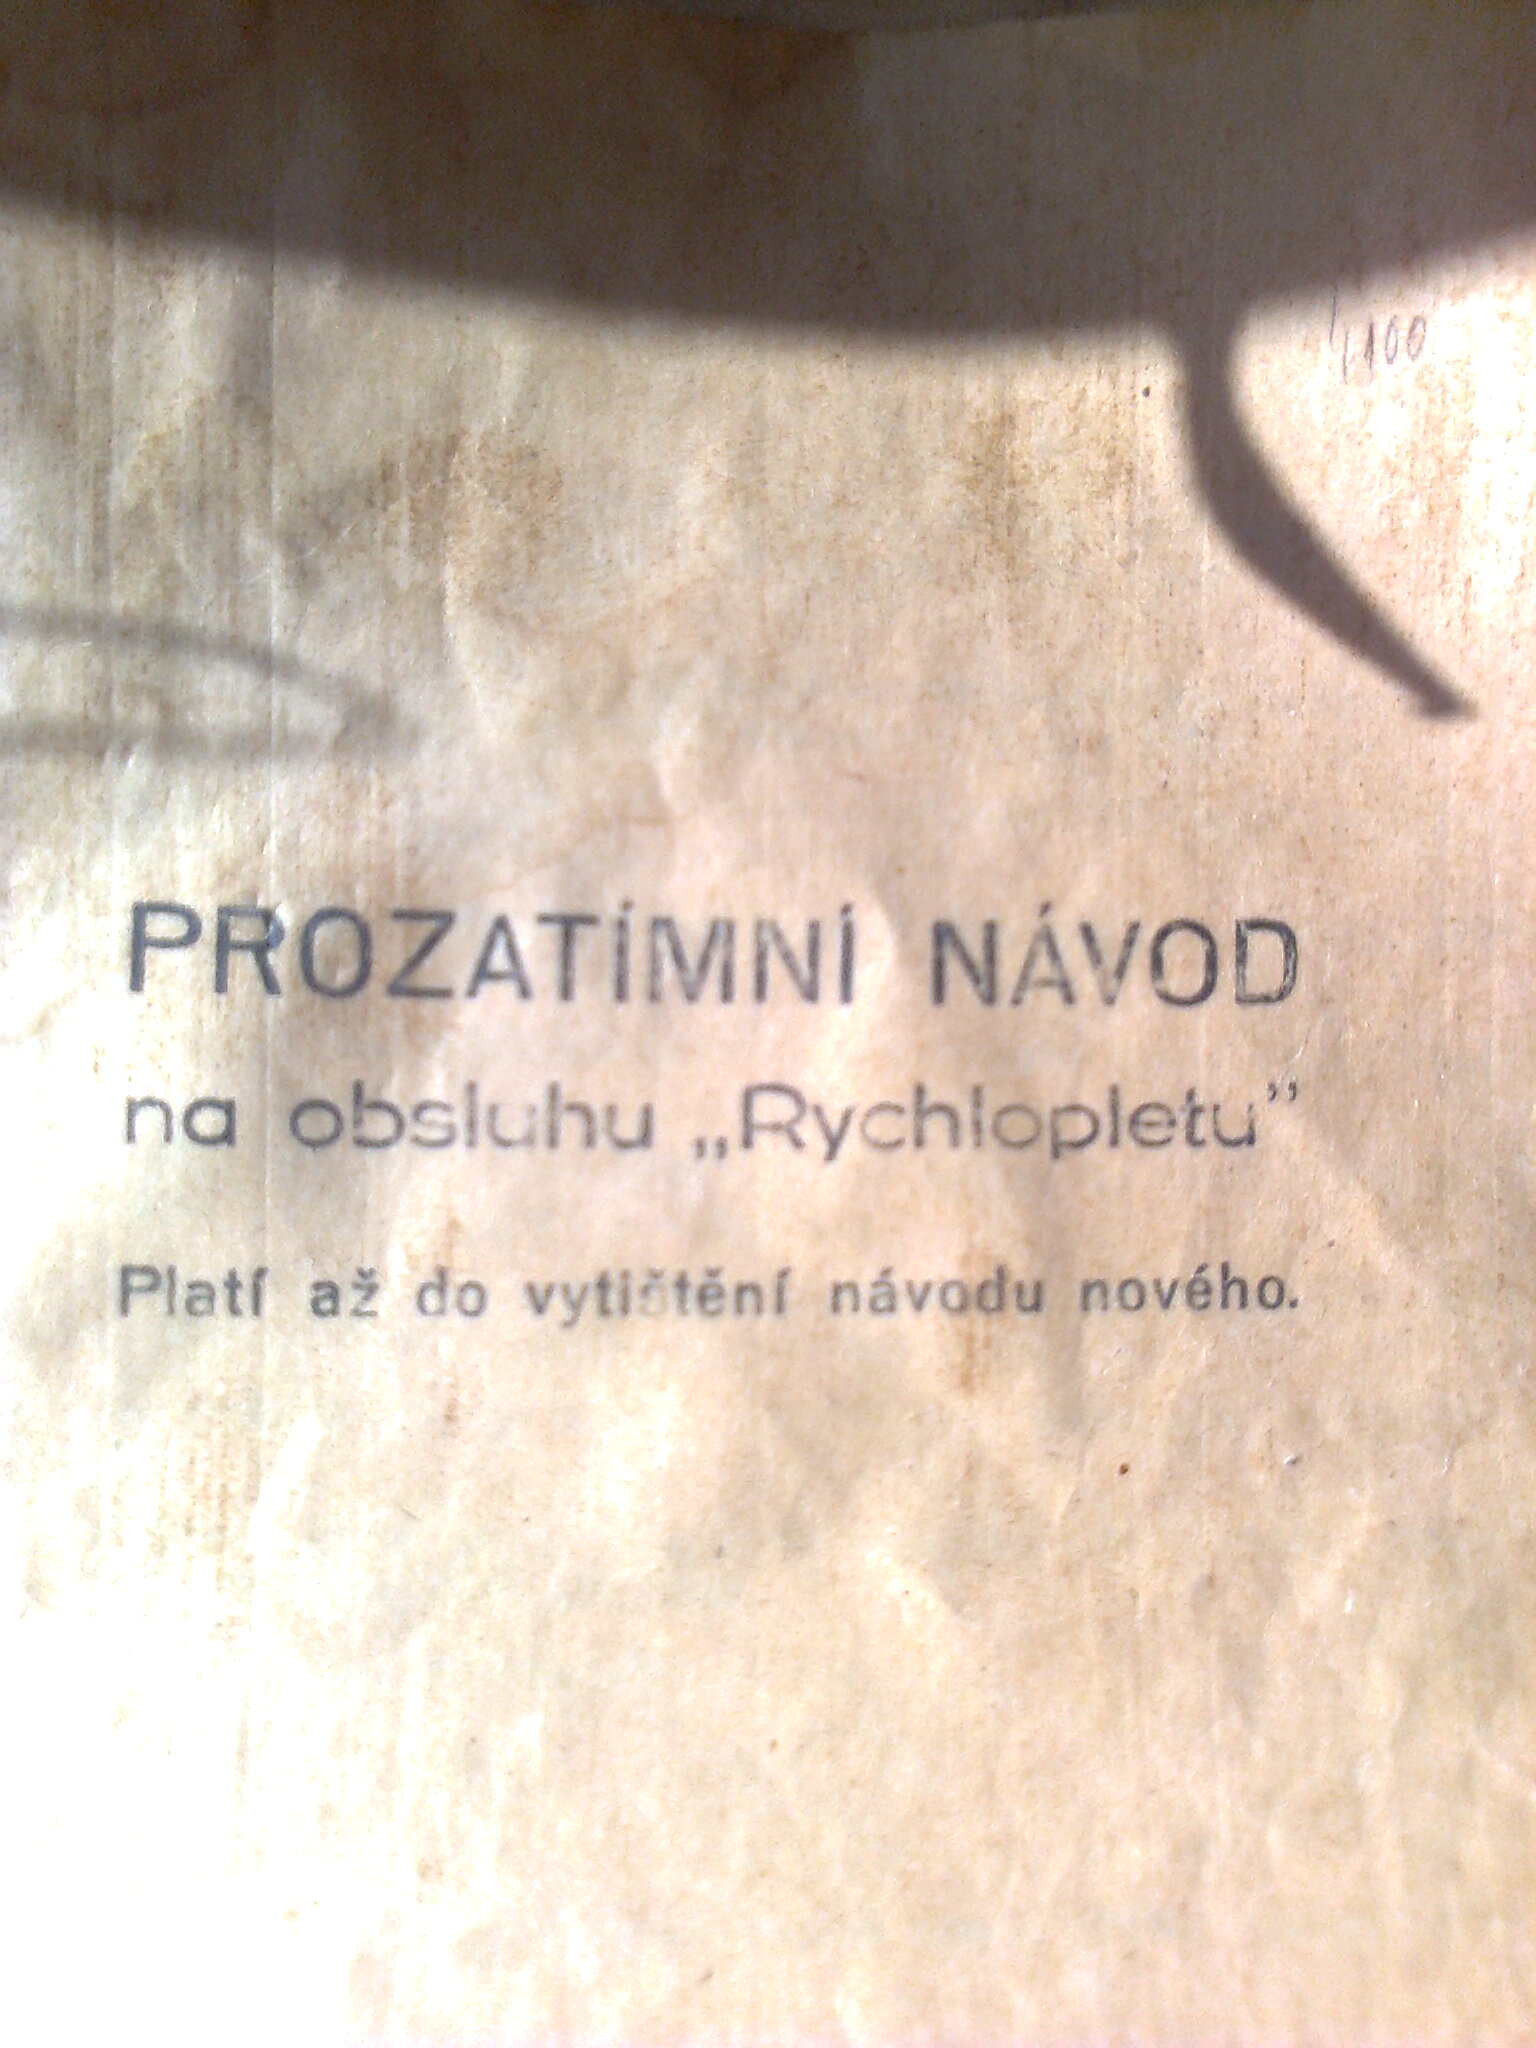 PROZATÍMNÍ NÁVOD
na obsluhu „Rychlopletu”
Platí až do vytištění návodu nového.